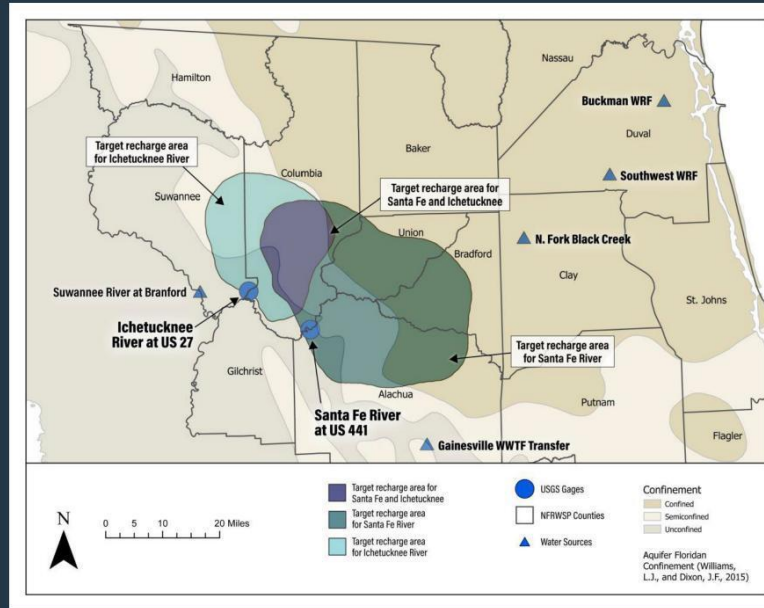 Hamilton
Nassau
Buckman WRF
Duval
Target recharge area
for Ichetucknee River
Columbia
Baker
Suwannee
Target recharge area for
Santa Fe and Ichetucknee
Southwest WRF
Union
Bradford
N. Fork Black Creek
Clay
St. Johns
Suwannee River at Branford
Ichetucknee
River at US 27
Target recharge area
for Santa Fe River
Gilchrist
Santa Fe River
at US 441
Alachua
Putnam
Flagler
Gainesville WWTF Transfer
N
0 5 10 20 Miles
Target recharge area for
Santa Fe and Ichetucknee
Target recharge area
for Santa Fe River
Target recharge area
for Ichetucknee River
USGS Gages
NFRWSP Counties
Water Sources
Confinement
Confined
Semiconfined
Unconfined
Aquifer Floridan
Confinement (Williams,
L.J., and Dixon, J.F., 2015)